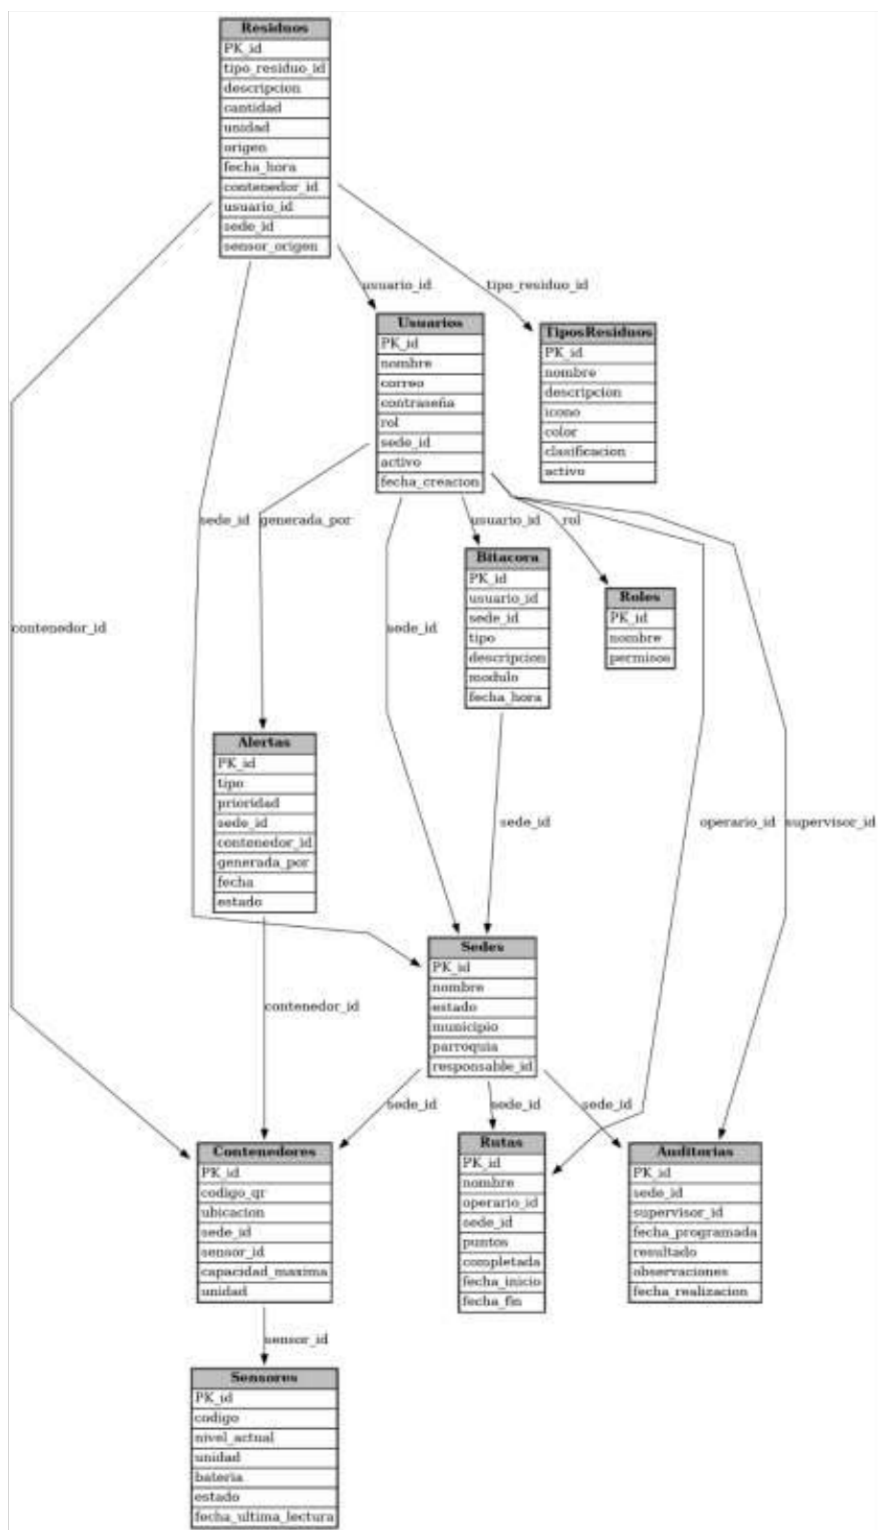 Residuos
PK_id
tipo_residuo_id
descripcion
cantidad
unidad
origen
fecha_hora
contenedor_id
usuario_id
sede_id
sensor_origen
usuario_id
tipo_residuo_id
Usuarios
PK_id
nombre
correo
contraseña
rol
sede_id
activo
fecha_creacion
TiposResiduos
PK_id
nombre
descripcion
icono
color
clasificacion
activo
sede_id
generada_por
usuario_id
rol
Bitacora
PK_id
usuario_id
sede_id
tipo
descripcion
modulo
fecha_hora
Roles
PK_id
nombre
permisos
contenedor_id
sede_id
Alertas
PK_id
tipo
prioridad
sede_id
contenedor_id
generada_por
fecha
estado
sede_id
operario_id
supervisor_id
Sedes
PK_id
nombre
estado
municipio
parroquia
responsable_id
contenedor_id
sede_id
sede_id
sede_id
Contenedores
PK_id
codigo_qr
ubicacion
sede_id
sensor_id
capacidad_maxima
unidad
Rutas
PK_id
nombre
operario_id
sede_id
puntos
completada
fecha_inicio
fecha_fin
Auditorias
PK_id
sede_id
supervisor_id
fecha_programada
resultado
observaciones
fecha_realizacion
sensor_id
Sensores
PK_id
codigo
nivel_actual
unidad
bateria
estado
fecha_ultima_lectura